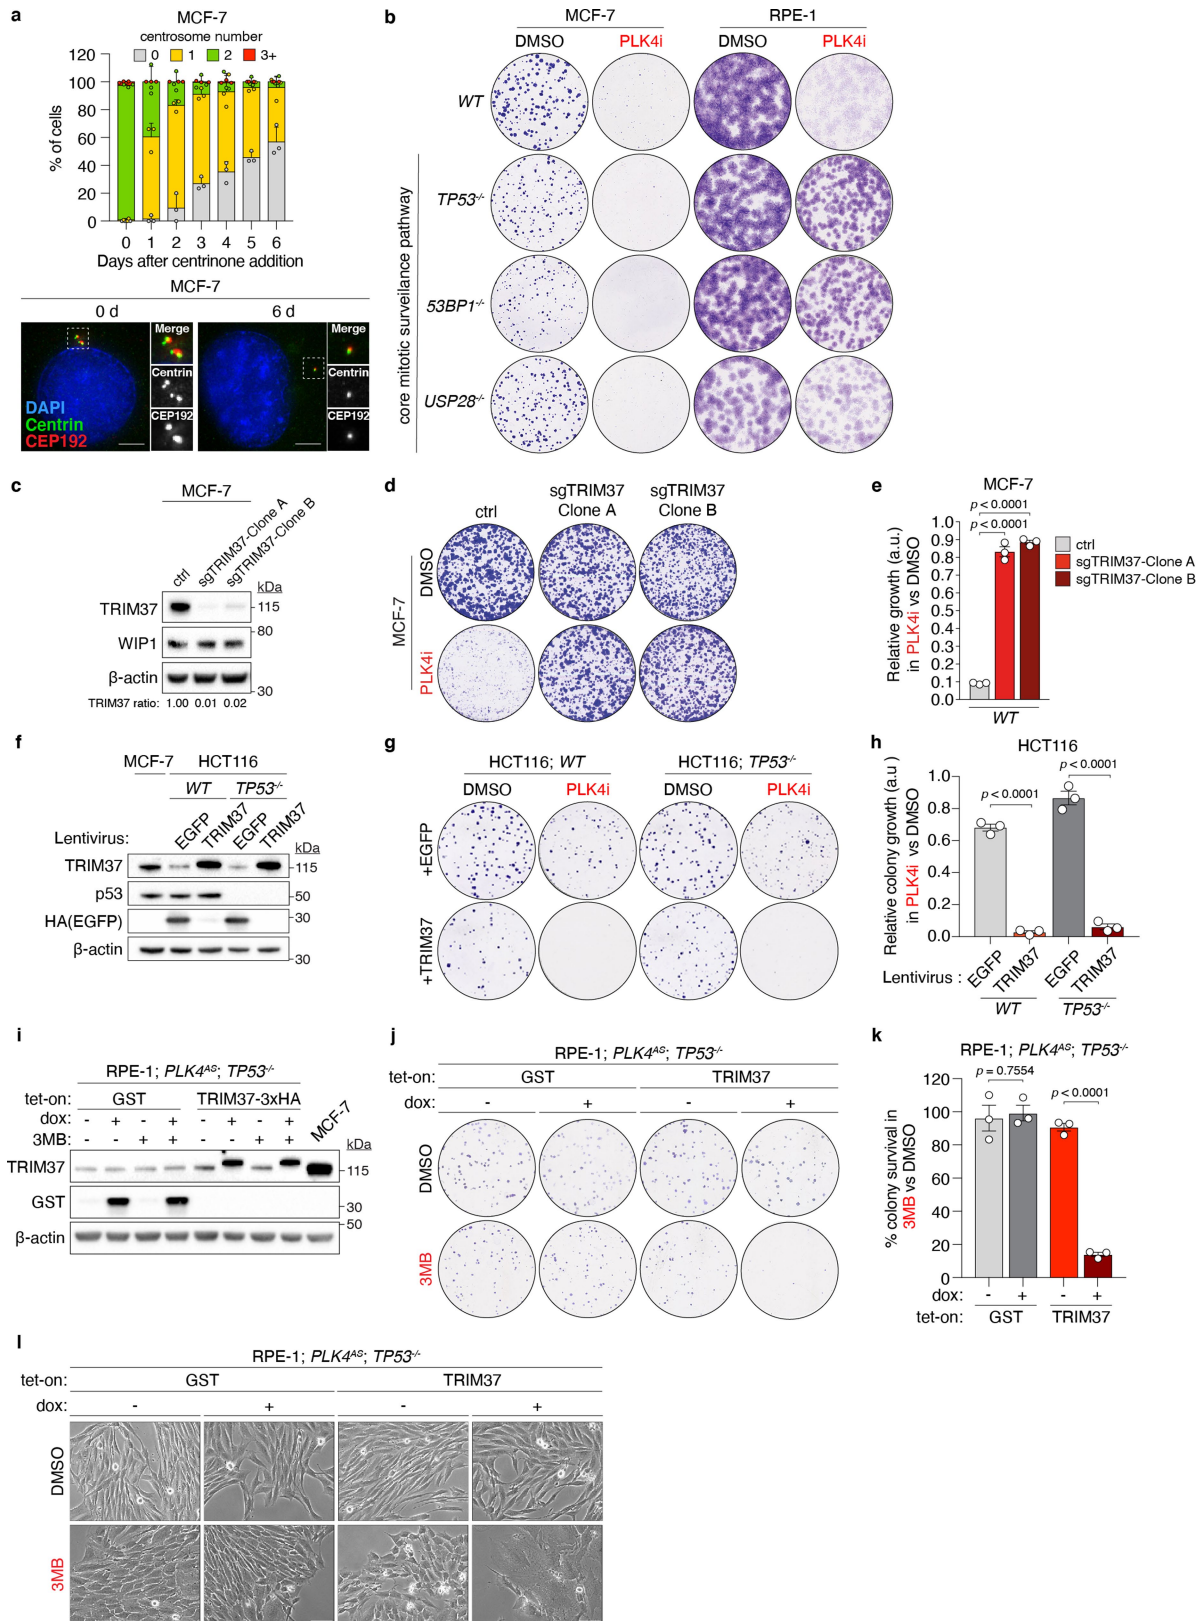 a
MCF-7
centrosome number
0 1 2 3+
120
100
80
60
40
20
0
% of cells
0 1 2 3 4 5 6
Days after centrinone addition
MCF-7
0 d 6 d
Merge
Centrin
CEP192
DAPI
Centrin
CEP192
Merge
Centrin
CEP192
b
MCF-7 RPE-1
DMSO PLK4i DMSO PLK4i
WT
TP53-/-
53BP1-/-
USP28-/-
core mitotic surveilance pathway
c
MCF-7
ctrl
sgTRIM37-Clone A
sgTRIM37-Clone B
kDa
TRIM37
115
80
WIP1
β-actin
30
TRIM37 ratio: 1.00 0.01 0.02
d
ctrl
sgTRIM37 Clone A
sgTRIM37 Clone B
MCF-7
DMSO
PLK4i
e
MCF-7
p < 0.0001
p < 0.0001
1.0
0.9
0.8
0.7
0.6
0.5
0.4
0.3
0.2
0.1
0.0
Relative growth (a.u.)
in PLK4i vs DMSO
WT
ctrl
sgTRIM37-Clone A
sgTRIM37-Clone B
f
MCF-7 HCT116
WT TP53-/-
Lentivirus: EGFP TRIM37 EGFP TRIM37
kDa
TRIM37
115
p53
50
HA(EGFP)
30
β-actin
30
g
HCT116; WT HCT116; TP53-/-
DMSO PLK4i DMSO PLK4i
+EGFP
+TRIM37
h
HCT116
p < 0.0001
p < 0.0001
1.0
0.8
0.6
0.4
0.2
0.0
Relative colony growth (a.u )
in PLK4i vs DMSO
Lentivirus : EGFP TRIM37 EGFP TRIM37
WT TP53-/-
i
RPE-1; PLK4AS; TP53-/-
tet-on: GST TRIM37-3xHA
MCF-7
dox: - + - + - + - +
3MB: - - + + - - + +
kDa
TRIM37
115
GST
30
50
β-actin
j
RPE-1; PLK4AS; TP53-/-
tet-on: GST TRIM37
dox: - + - +
DMSO
3MB
k
RPE-1; PLK4AS; TP53-/-
p = 0.7554
p < 0.0001
120
100
80
60
40
20
0
% colony survival in
3MB vs DMSO
dox: - + - +
tet-on: GST TRIM37
l
RPE-1; PLK4AS; TP53-/-
tet-on: GST TRIM37
dox: - + - +
DMSO
3MB